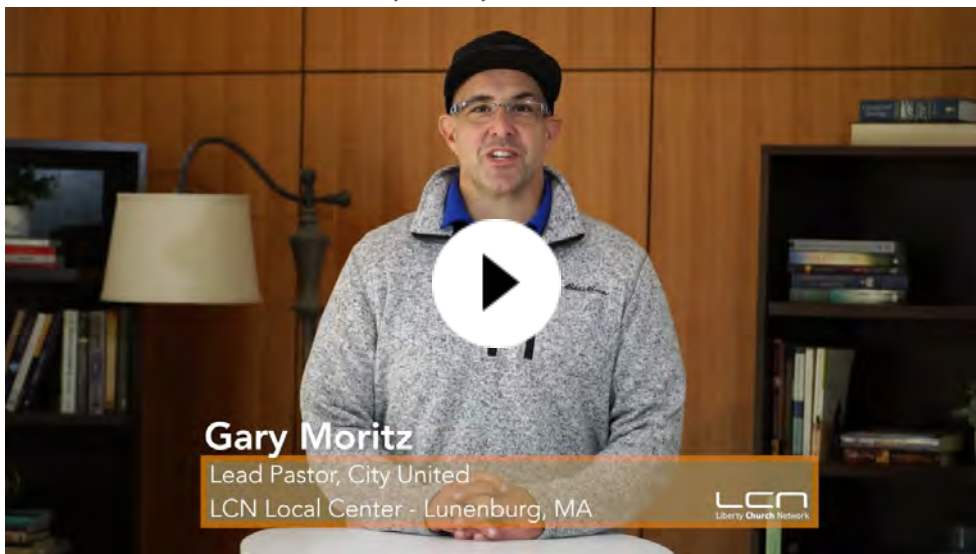 Gary Moritz
Lead Pastor, City United
LCN Local Center - Lunenburg, MA
LCN
Liberty Church Network